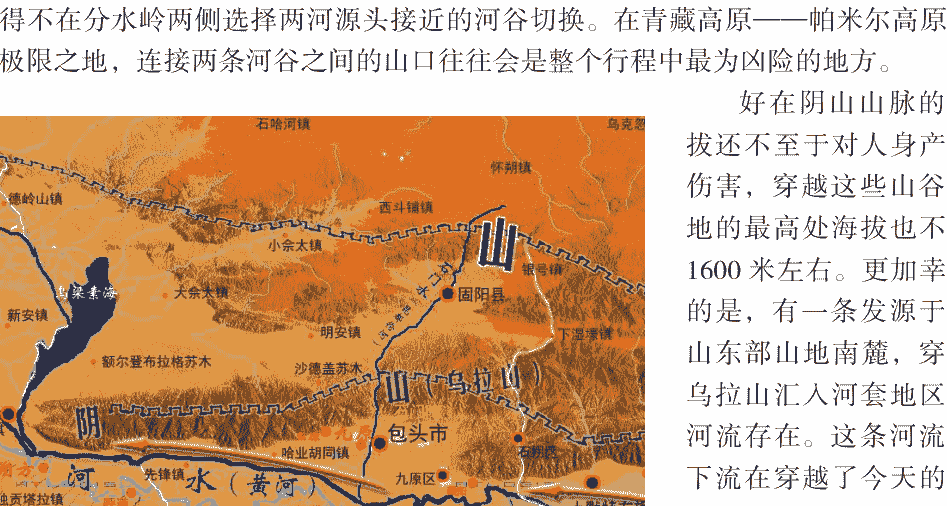 得不在分水岭两侧选择两河源头接近的河谷切换。在青藏高原——帕米尔高原
极限之地，连接两条河谷之间的山口往往会是整个行程中最为凶险的地方。
好在阴山山脉的
拔还不至于对人身产
伤害，穿越这些山谷
地的最高处海拔也不
1600 米左右。更加幸
的是，有一条发源于
山东部山地南麓，穿
乌拉山汇入河套地区
河流存在。这条河流
下流在穿越了今天的
石哈河镇
乌克忽
怀朔镇
德岭山镇
西斗铺镇
山
小佘太镇
银号镇
乌梁素海
大佘太镇
固阳县
新安镇
明安镇
下湿壕镇
额尔登布拉格苏木
沙德盖苏木
山（乌拉山）
阴
包头市
哈业胡同镇
石拐区
先锋镇
九原区
河 水（黄河）
独贡塔拉镇